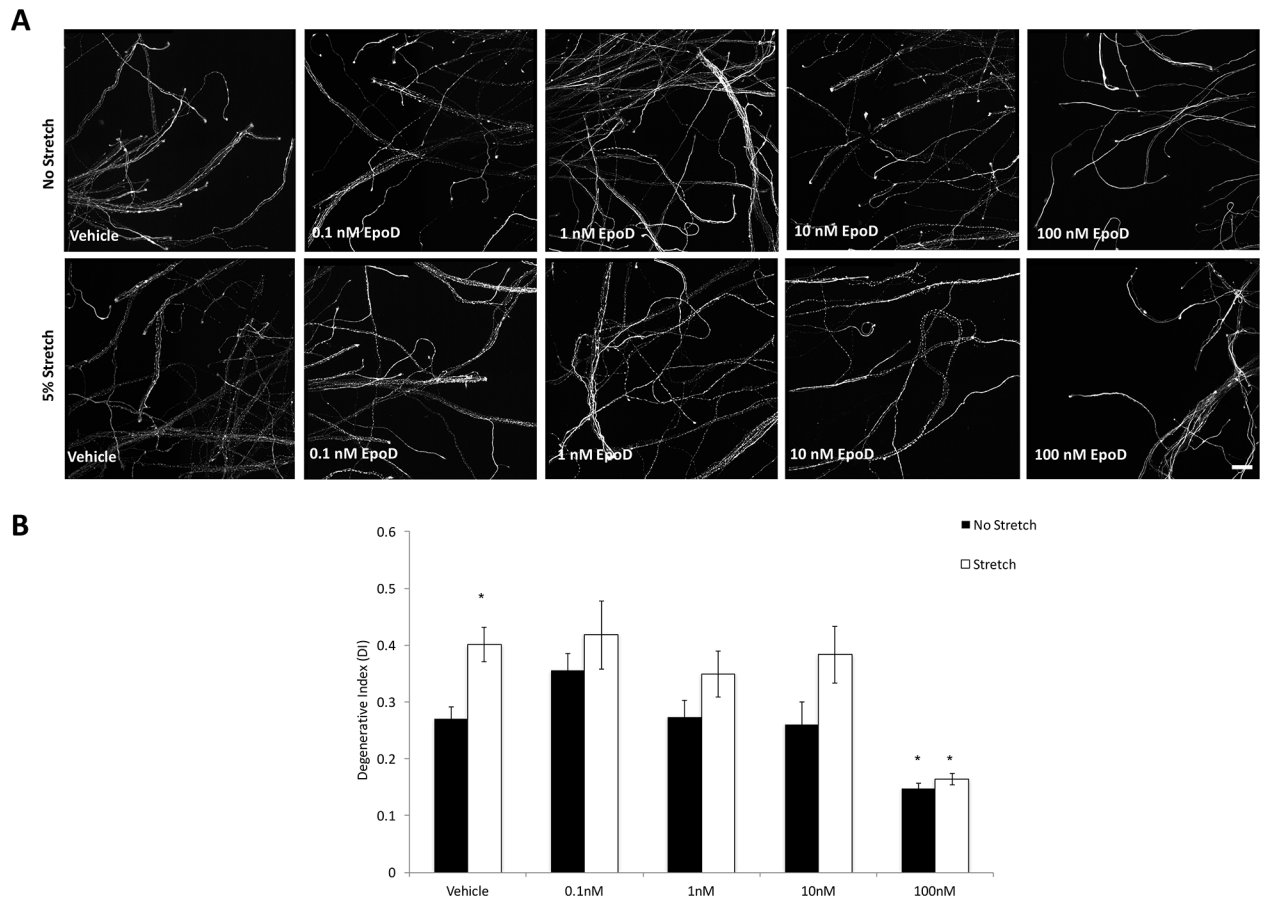 A
No Stretch
Vehicle
0.1 nM EpoD
1 nM EpoD
10 nM EpoD
100 nM EpoD
5% Stretch
Vehicle
0.1 nM EpoD
1 nM EpoD
10 nM EpoD
100 nM EpoD
B
No Stretch
Stretch
Degenerative Index (DI)
0.6
0.5
0.4
0.3
0.2
0.1
0
*
* *
Vehicle 0.1nM 1nM 10nM 100nM